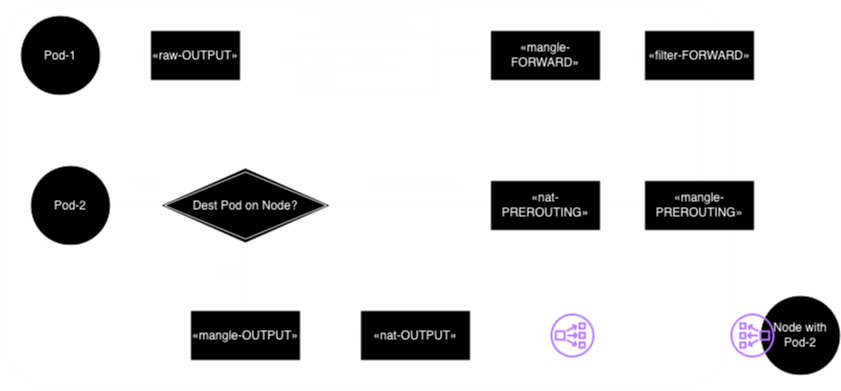 Pod-1
«raw-OUTPUT»
«mangle-
FORWARD»
«filter-FORWARD»
Pod-2
Dest Pod on Node?
«nat-
PREROUTING»
«mangle-
PREROUTING»
«mangle-OUTPUT»
«nat-OUTPUT»
Node with
Pod-2